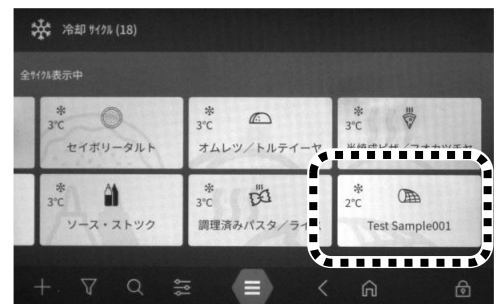 冷却 ｻｲｸﾙ (18)
全ｻｲｸﾙ表示中
3°C
セイボリータルト
3°C
オムレツ／トルテイーヤ
3°C
3°C
ソース・ストツク
3°C
調理済みパスタ／ライ
2°C
Test Sample001